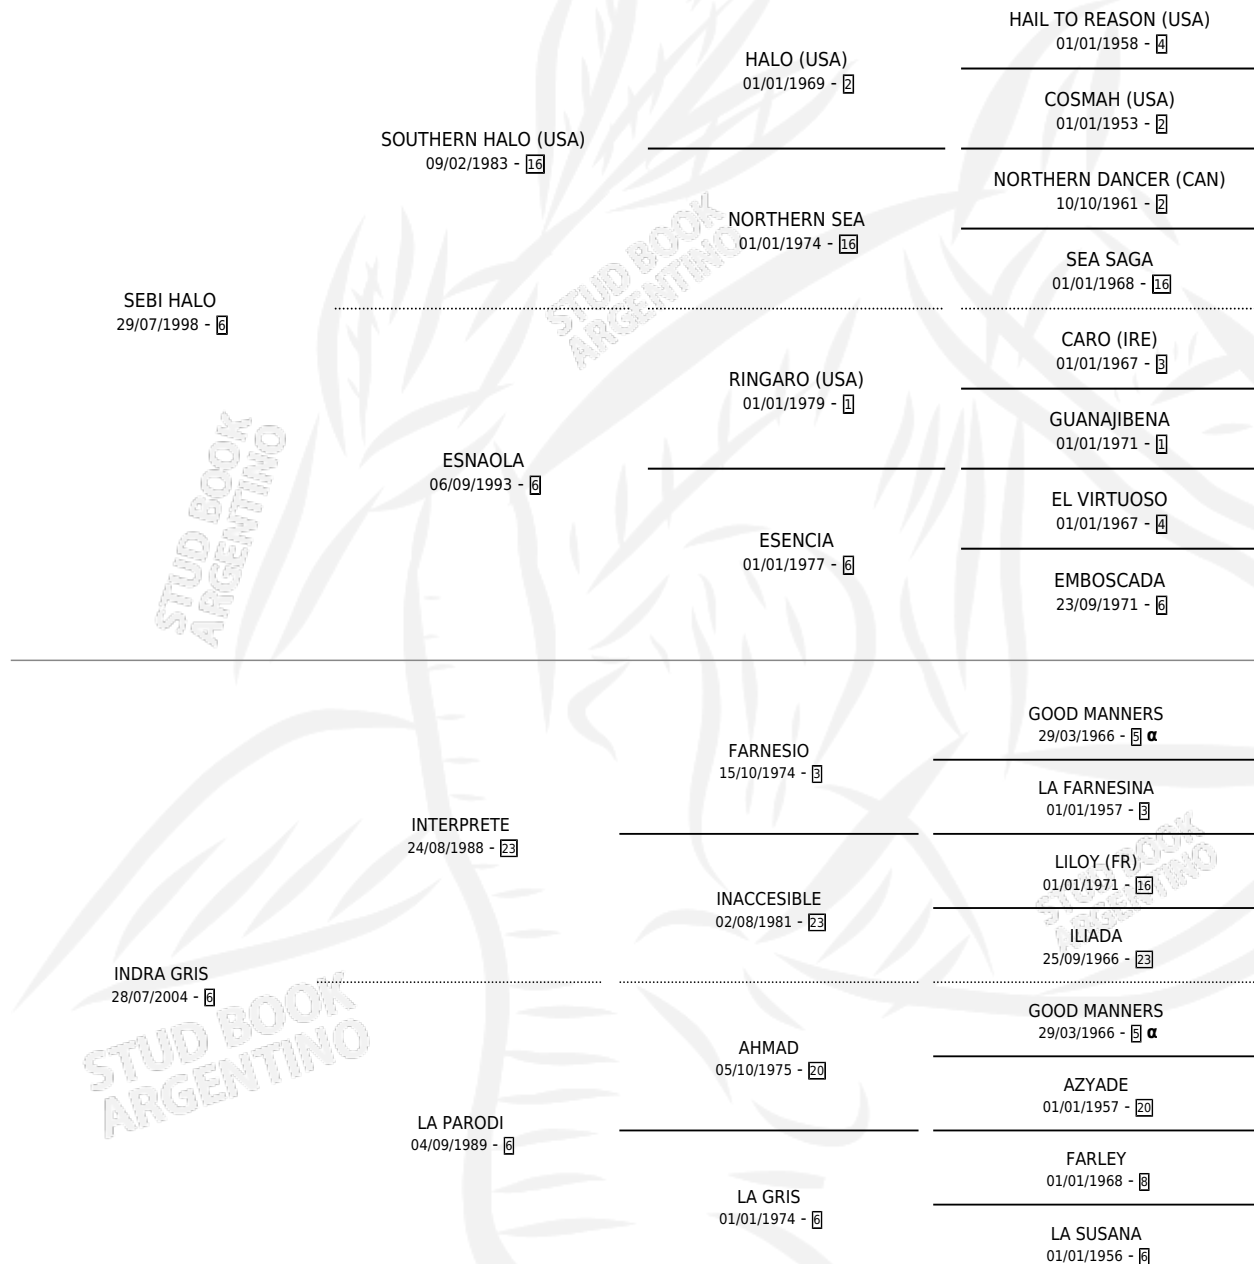 HAIL TO REASON (USA)
01/01/1958 - 4
HALO (USA)
01/01/1969 - 2
COSMAH (USA)
01/01/1953 - 2
SOUTHERN HALO (USA)
09/02/1983 - 16
NORTHERN DANCER (CAN)
10/10/1961 - 2
NORTHERN SEA
01/01/1974 - 16
SEA SAGA
01/01/1968 - 16
SEBI HALO
29/07/1998 - 6
STUD BOOK
ARGENTINO
CARO (IRE)
01/01/1967 - 3
RINGARO (USA)
01/01/1979 - 1
GUANAJIBENA
01/01/1971 - 1
ESNAOLA
06/09/1993 - 6
EL VIRTUOSO
01/01/1967 - 4
ESENCIA
01/01/1977 - 6
EMBOSCADA
23/09/1971 - 6
STUD BOOK
ARGENTINO
GOOD MANNERS
29/03/1966 - 5 α
FARNESIO
15/10/1974 - 3
LA FARNESINA
01/01/1957 - 3
INTERPRETE
24/08/1988 - 23
LILOY (FR)
01/01/1971 - 16
INACCESIBLE
02/08/1981 - 23
ILIADA
25/09/1966 - 23
STUD BOOK
ARGENTINO
INDRA GRIS
28/07/2004 - 6
STUD BOOK
ARGENTINO
GOOD MANNERS
29/03/1966 - 5 α
AHMAD
05/10/1975 - 20
AZYADE
01/01/1957 - 20
LA PARODI
04/09/1989 - 6
FARLEY
01/01/1968 - 8
LA GRIS
01/01/1974 - 6
LA SUSANA
01/01/1956 - 6